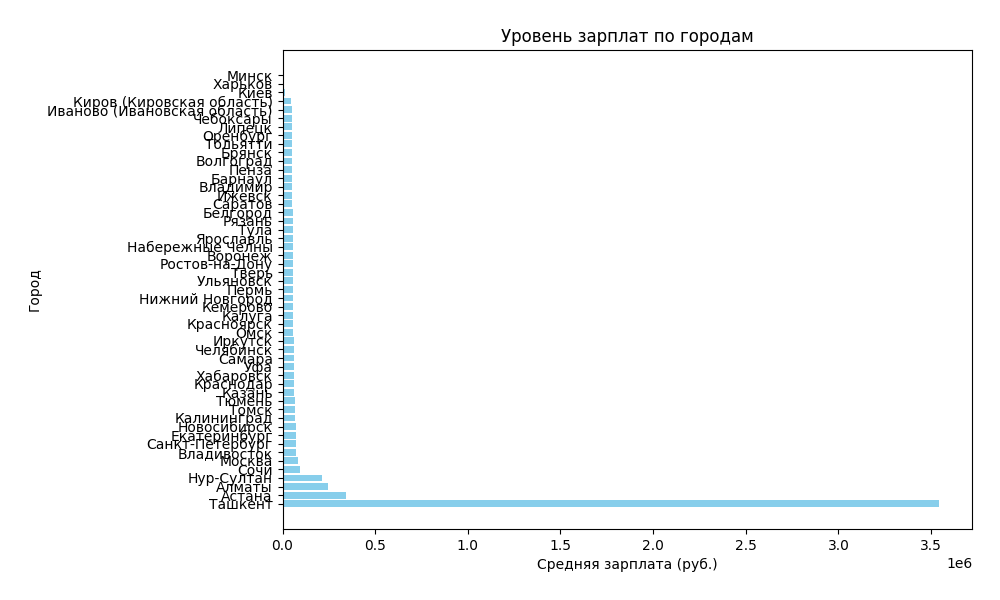 Уровень зарплат по городам
Минск
Харьков
Киев
Киров (Кировская область)
Иваново (Ивановская область)
Чебоксары
Липецк
Оренбург
Тольятти
Брянск
Волгоград
Пенза
Барнаул
Владимир
Ижевск
Саратов
Белгород
Рязань
Тула
Ярославль
Набережные Челны
Воронеж
Ростов-на-Дону
Тверь
Ульяновск
Пермь
Нижний Новгород
Кемерово
Калуга
Красноярск
Омск
Иркутск
Челябинск
Самара
Уфа
Хабаровск
Краснодар
Казань
Тюмень
Томск
Калининград
Новосибирск
Екатеринбург
Санкт-Петербург
Владивосток
Москва
Сочи
Нур-Султан
Алматы
Астана
Ташкент
Город
0.0 0.5 1.0 1.5 2.0 2.5 3.0 3.5
1e6
Средняя зарплата (руб.)